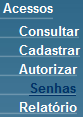 Acessos
Consultar
Cadastrar
Autorizar
Senhas
Relatório